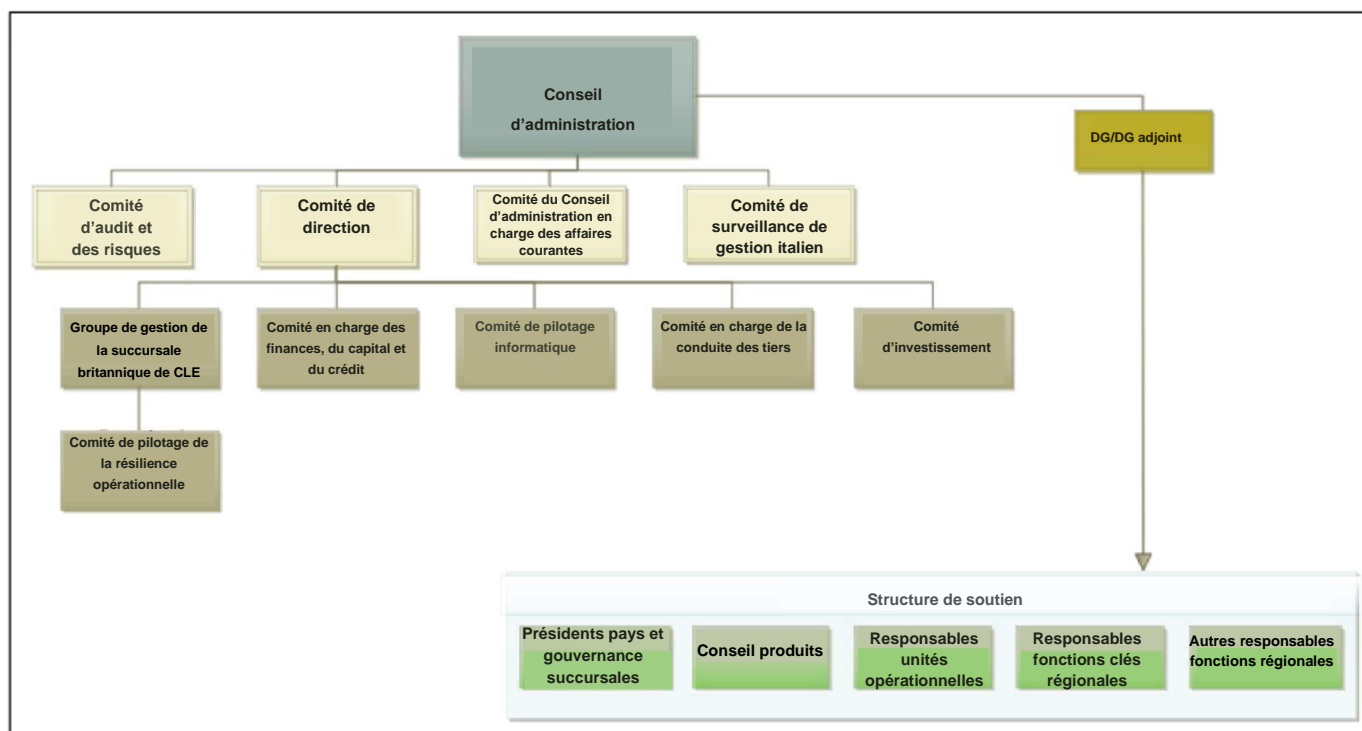 Conseil
d’administration
DG/DG adjoint
Comité
d’audit et
des risques
Comité de
direction
Comité du Conseil
d’administration en
charge des affaires
courantes
Comité de
surveillance de
gestion italien
Groupe de gestion de
la succursale
britannique de CLE
Comité en charge des
finances, du capital et
du crédit
Comité de pilotage
informatique
Comité en charge de la
conduite des tiers
Comité
d’investissement
Comité de pilotage de
la résilience
opérationnelle
Structure de soutien
Présidents pays et
gouvernance
succursales
Conseil produits
Responsables
unités
opérationnelles
Responsables
fonctions clés
régionales
Autres responsables
fonctions régionales